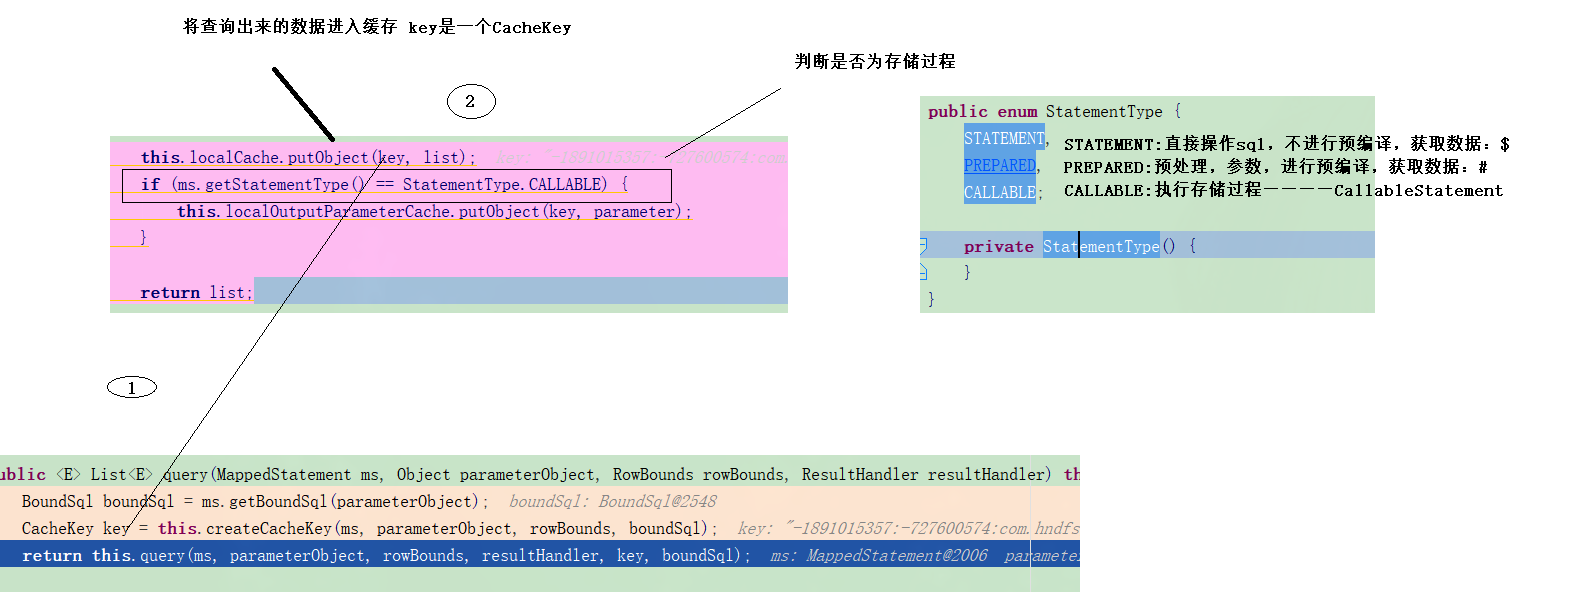 将查询出来的数据进入缓存 key是一个CacheKey
判断是否为存储过程
2
this.localCache.putObject(key, list); key: "-1891015357:-727600574:com
if (ms.getStatementType() == StatementType.CALLABLE) {
this.localOutputParameterCache.putObject(key, parameter);
}
return list;
public enum StatementType {
STATEMENT, STATEMENT:直接操作sql，不进行预编译，获取数据：$
PREPARED, PREPARED:预处理，参数，进行预编译，获取数据：#
CALLABLE; CALLABLE:执行存储过程————CallableStatement
private StatementType() {
}
}
1
ublic <E> List<E> query(MappedStatement ms, Object parameterObject, RowBounds rowBounds, ResultHandler resultHandler) th
BoundSql boundSql = ms.getBoundSql(parameterObject); boundSql: BoundSql@2548
CacheKey key = this.createCacheKey(ms, parameterObject, rowBounds, boundSql); key: "-1891015357:-727600574:com.hndfs
return this.query(ms, parameterObject, rowBounds, resultHandler, key, boundSql); ms: MappedStatement@2006 parameter